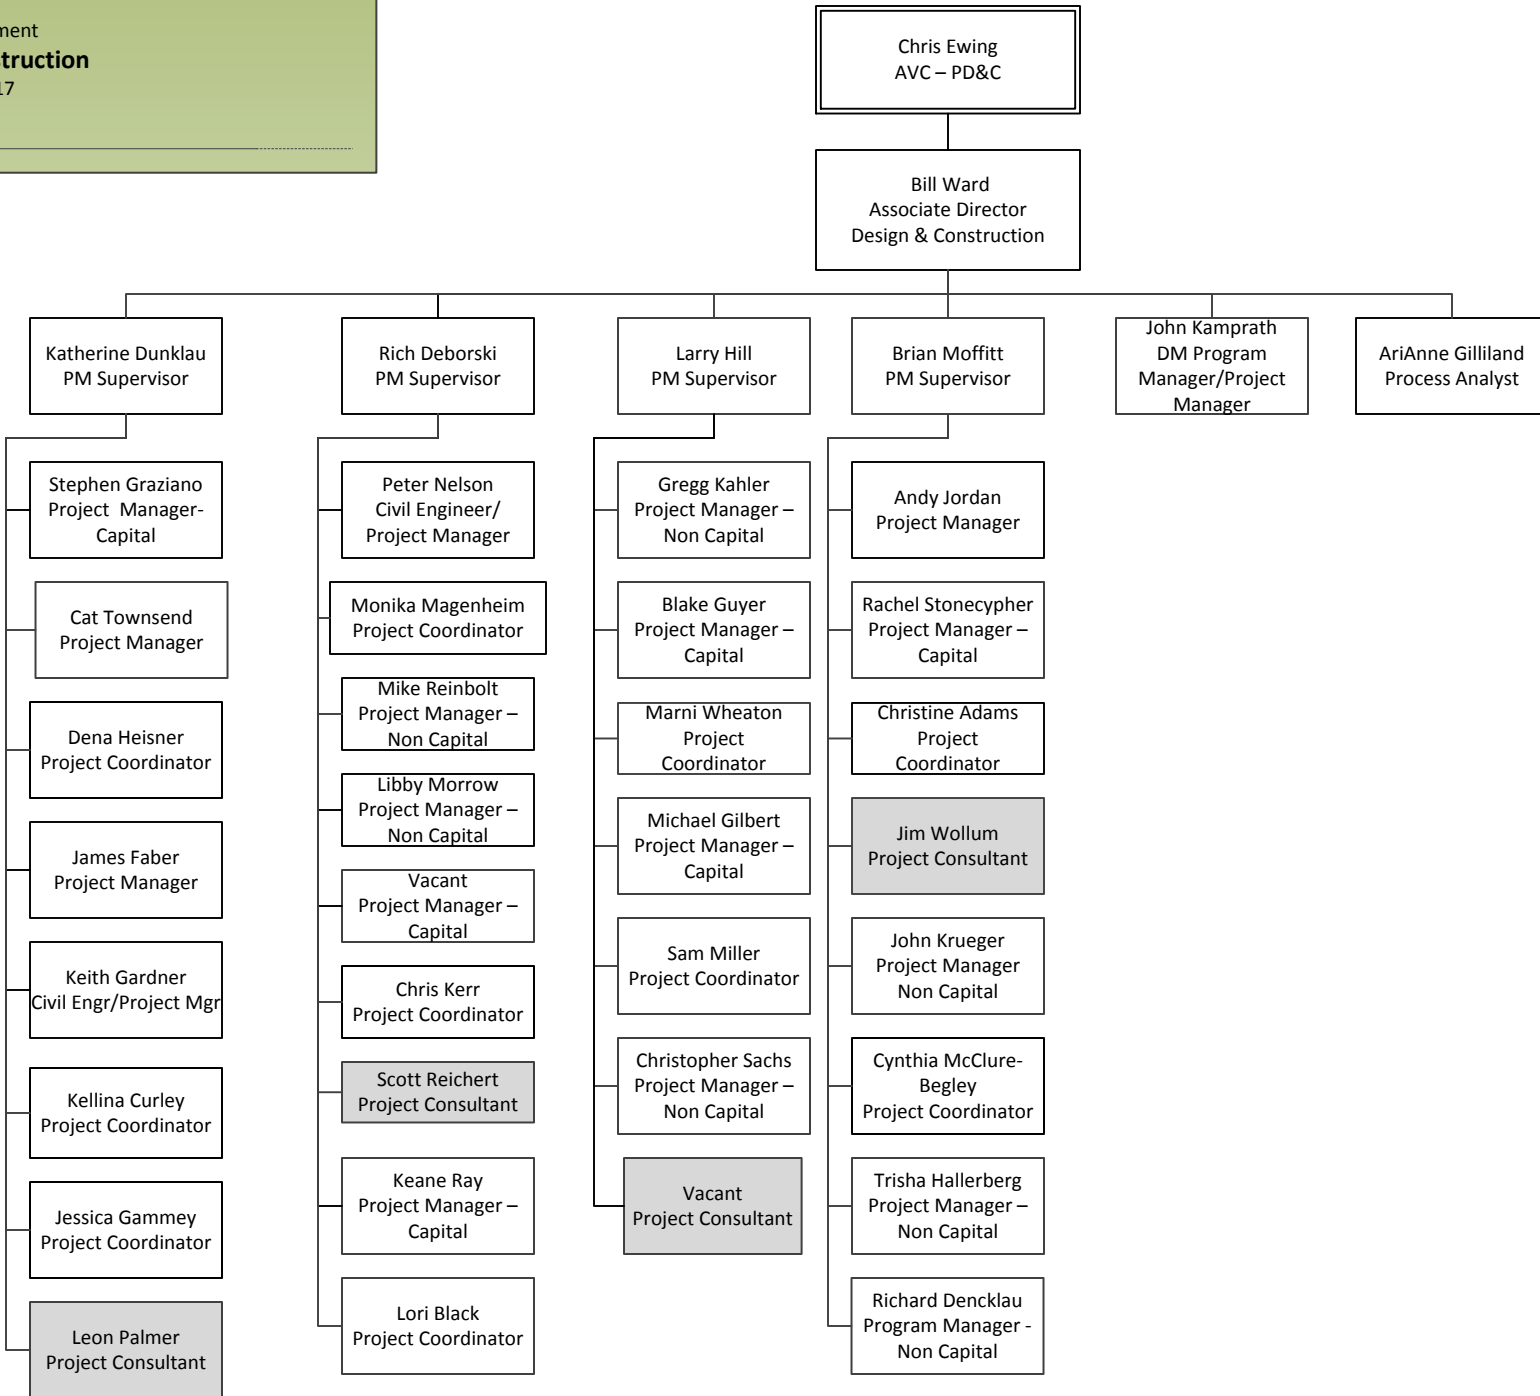 17
Chris Ewing
AVC – PD&C
Bill Ward
Associate Director
Design & Construction
Katherine Dunklau
PM Supervisor
Rich Deborski
PM Supervisor
Larry Hill
PM Supervisor
Brian Moffitt
PM Supervisor
John Kamprath
DM Program
Manager/Project
Manager
AriAnne Gilliland
Process Analyst
Stephen Graziano
Project  Manager-
Capital
Cat Townsend
Project Manager
Dena Heisner
Project Coordinator
James Faber
Project Manager
Keith Gardner
Civil Engr/Project Mgr
Kellina Curley
Project Coordinator
Jessica Gammey
Project Coordinator
Leon Palmer
Project Consultant
Peter Nelson
Civil Engineer/
Project Manager
Monika Magenheim
Project Coordinator
Mike Reinbolt
Project Manager –
Non Capital
Libby Morrow
Project Manager –
Non Capital
Vacant
Project Manager –
Capital
Chris Kerr
Project Coordinator
Scott Reichert
Project Consultant
Keane Ray
Project Manager –
Capital
Lori Black
Project Coordinator
Gregg Kahler
Project Manager –
Non Capital
Blake Guyer
Project Manager –
Capital
Marni Wheaton
Project
Coordinator
Michael Gilbert
Project Manager –
Capital
Sam Miller
Project Coordinator
Christopher Sachs
Project Manager –
Non Capital
Vacant
Project Consultant
Andy Jordan
Project Manager
Rachel Stonecypher
Project Manager –
Capital
Christine Adams
Project
Coordinator
Jim Wollum
Project Consultant
John Krueger
Project Manager
Non Capital
Cynthia McClure-
Begley
Project Coordinator
Trisha Hallerberg
Project Manager –
Non Capital
Richard Dencklau
Program Manager -
Non Capital